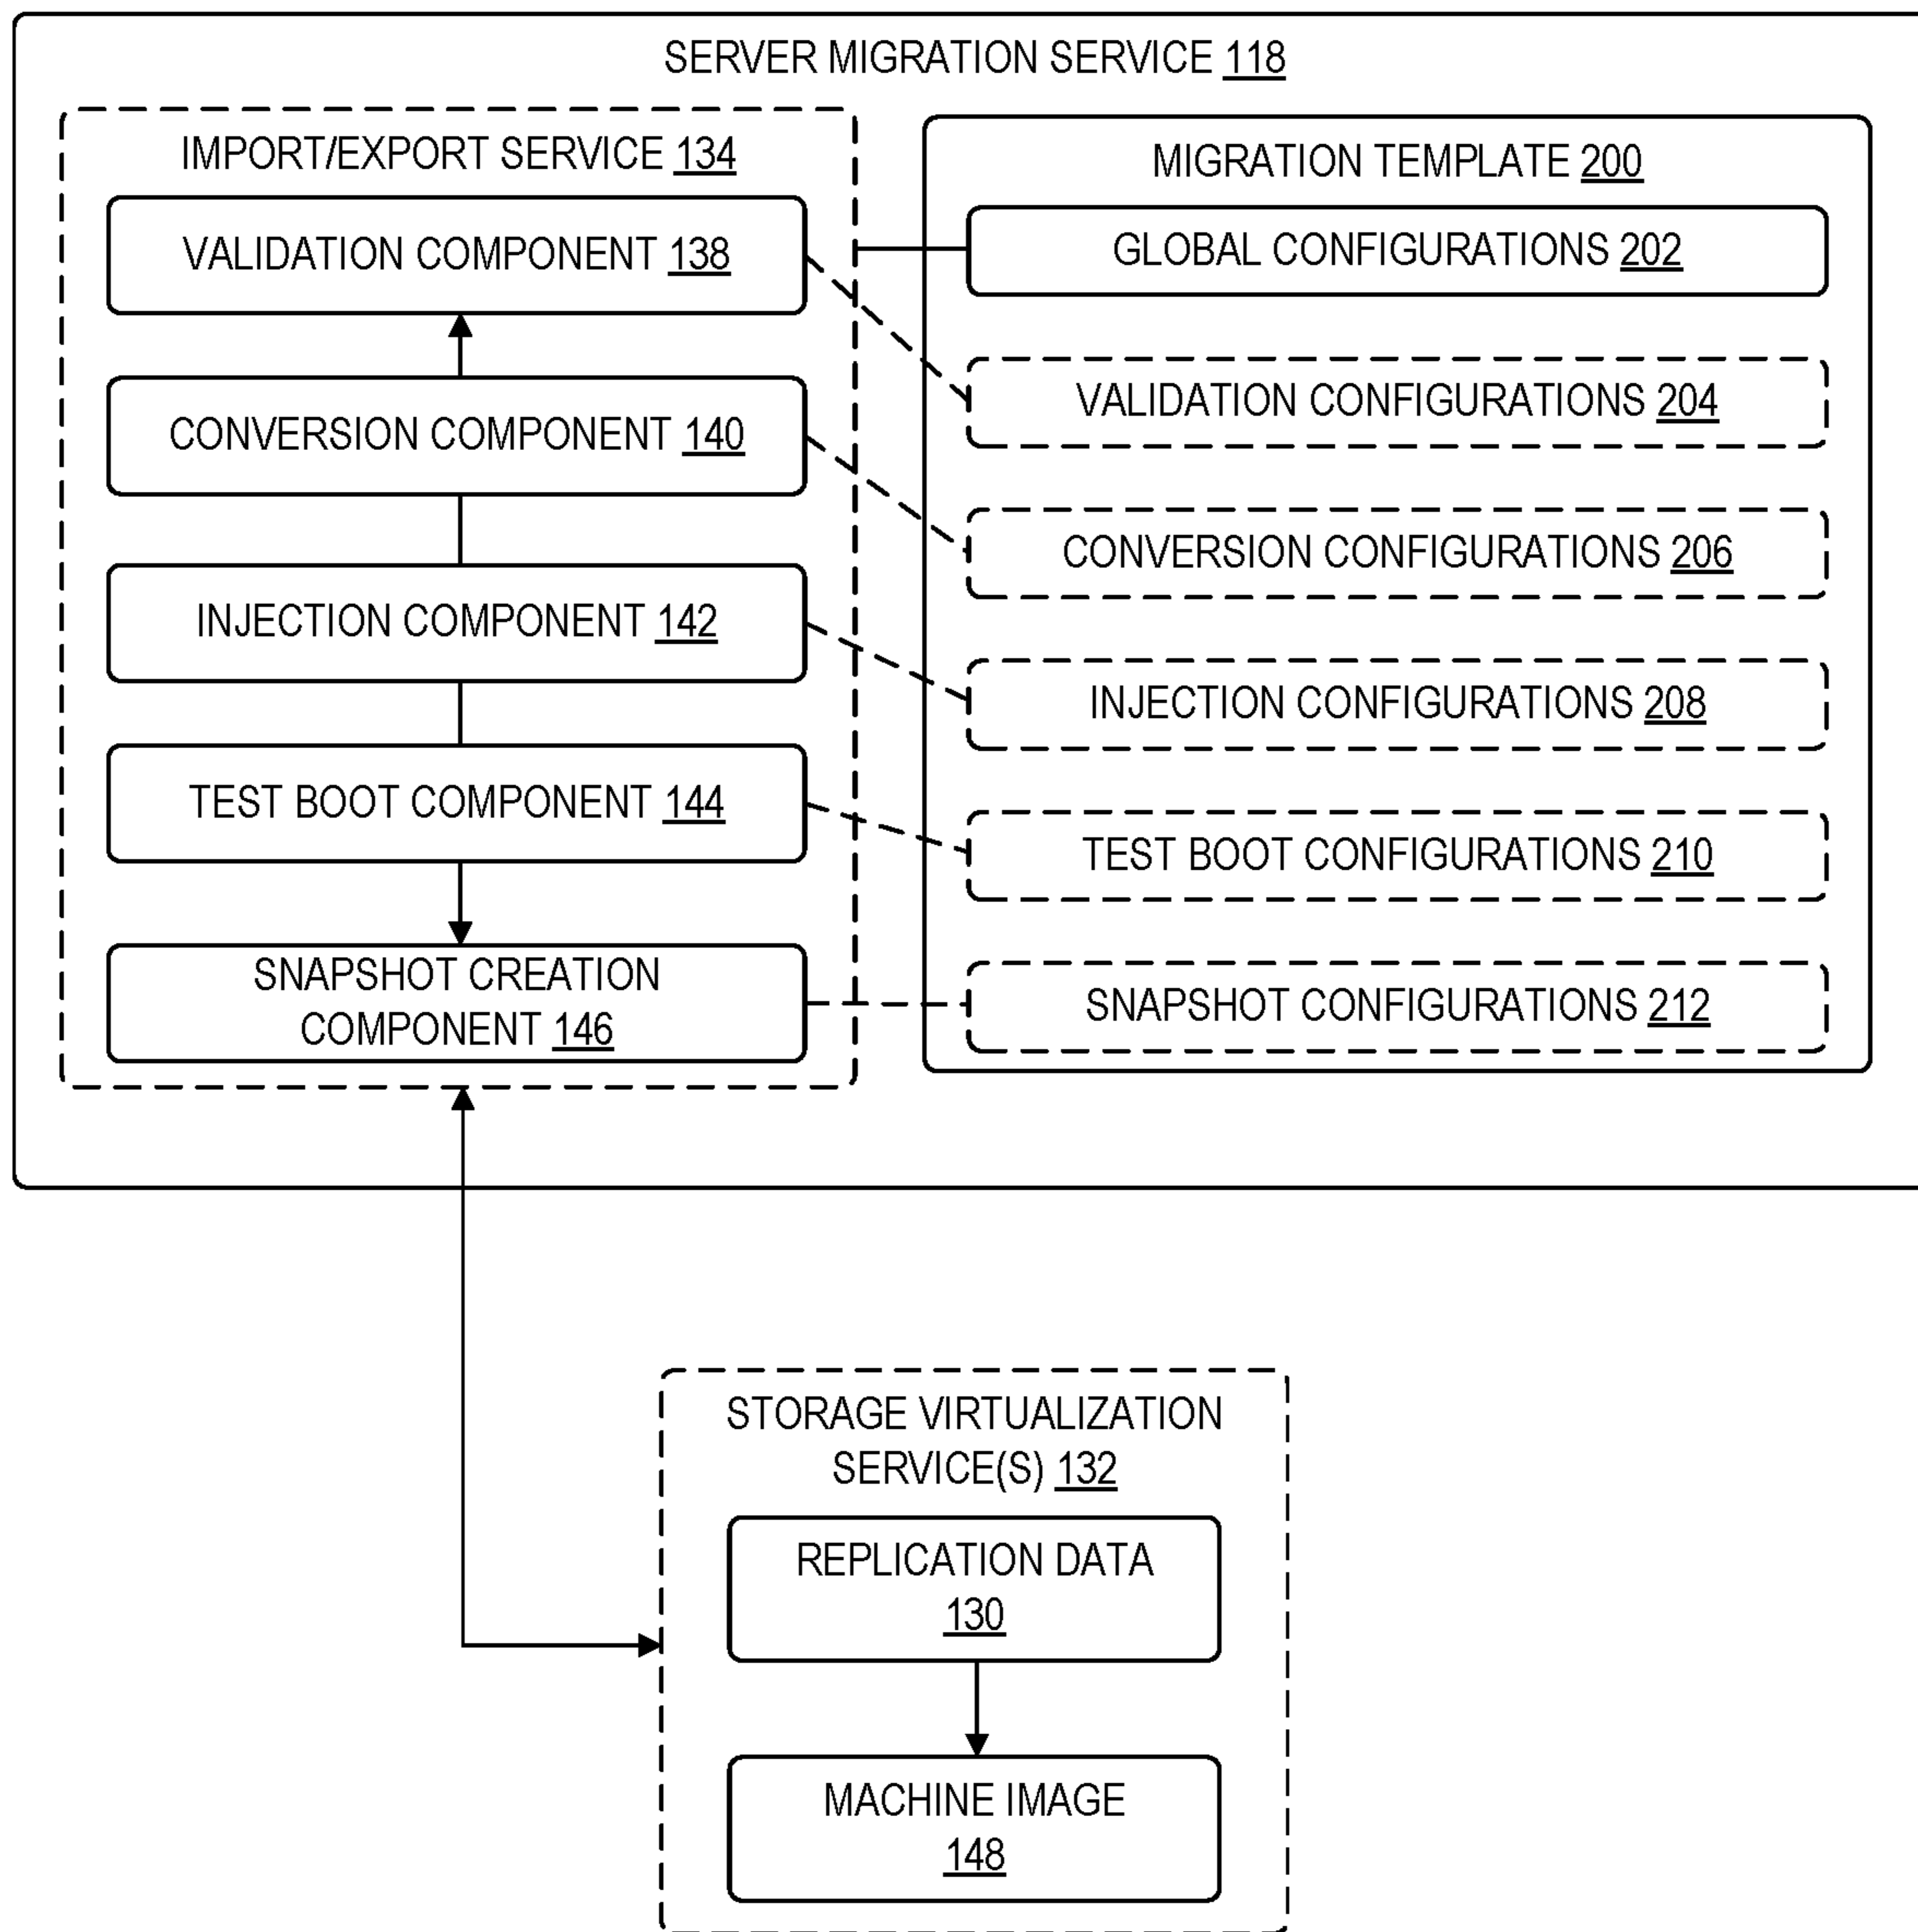 SERVER MIGRATION SERVICE 118
IMPORT/EXPORT SERVICE 134
VALIDATION COMPONENT 138
CONVERSION COMPONENT 140
INJECTION COMPONENT 142
TEST BOOT COMPONENT 144
SNAPSHOT CREATION
COMPONENT 146
MIGRATION TEMPLATE 200
GLOBAL CONFIGURATIONS 202
VALIDATION CONFIGURATIONS 204
CONVERSION CONFIGURATIONS 206
INJECTION CONFIGURATIONS 208
TEST BOOT CONFIGURATIONS 210
SNAPSHOT CONFIGURATIONS 212
STORAGE VIRTUALIZATION
SERVICE(S) 132
REPLICATION DATA
130
MACHINE IMAGE
148